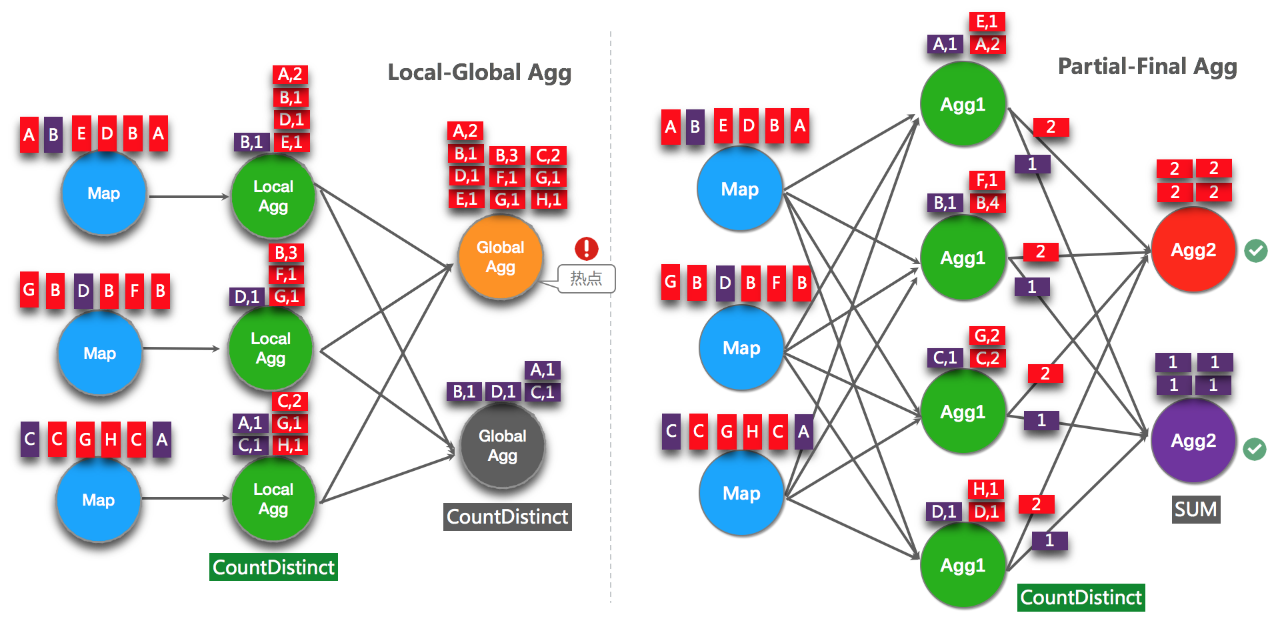 Local-Global Agg
A B E D B A
Map
A,2
B,1
D,1
B,1 E,1
Local
Agg
G B D B F B
Map
B,3
F,1
D,1 G,1
Local
Agg
C C G H C A
Map
C,2
A,1 G,1
C,1 H,1
Local
Agg
CountDistinct
A,2
B,1 B,3 C,2
D,1 F,1 G,1
E,1 G,1 H,1
Global
Agg
热点
A,1
B,1 D,1 C,1
Global
Agg
CountDistinct
Partial-Final Agg
A B E D B A
Map
G B D B F B
Map
C C G H C A
Map
E,1
A,1 A,2
Agg1
2
1
F,1
B,1 B,4
Agg1
2
1
G,2
C,1 C,2
Agg1
2
1
H,1
D,1 D,1
Agg1
2
1
CountDistinct
2 2
2 2
Agg2
1 1
1 1
Agg2
SUM